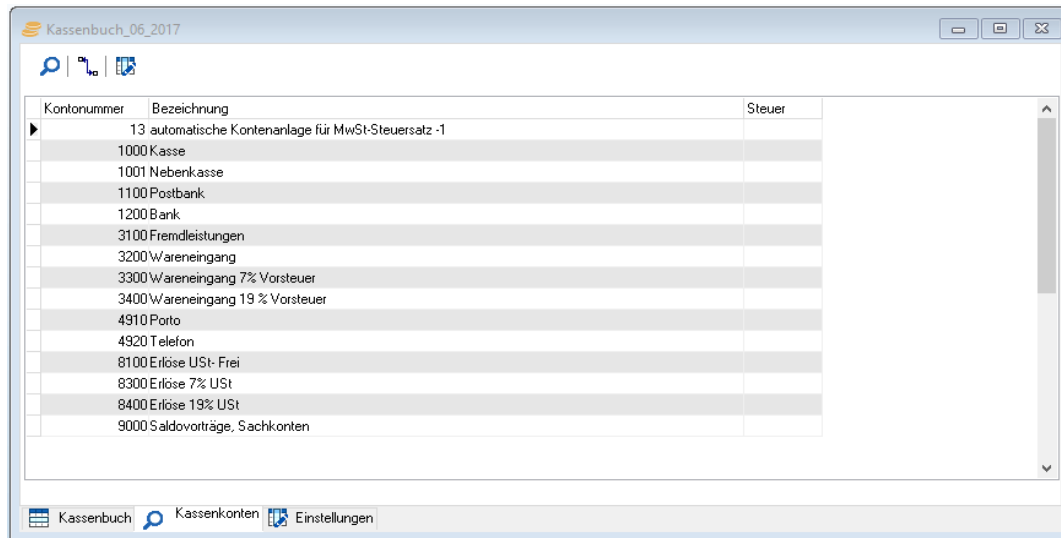 Kassenbuch_06_2017
Kontonummer Bezeichnung Steuer
13 automatische Kontenanlage für MwSt-Steuersatz -1
1000 Kasse
1001 Nebenkasse
1100 Postbank
1200 Bank
3100 Fremdleistungen
3200 Wareneingang
3300 Wareneingang 7% Vorsteuer
3400 Wareneingang 19 % Vorsteuer
4910 Porto
4920 Telefon
8100 Erlöse USt- Frei
8300 Erlöse 7% USt
8400 Erlöse 19% USt
9000 Saldovorträge, Sachkonten
Kassenbuch Kassenkonten Einstellungen